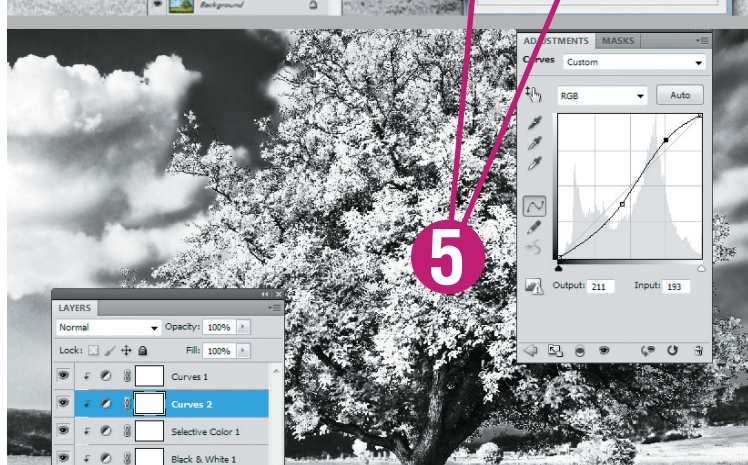 Background
ADJUSTMENTS MASKS
Curves Custom
RGB Auto
5
Output: 211 Input: 193
LAYERS
Normal Opacity: 100%
Lock: Fill: 100%
Curves 1
Curves 2
Selective Color 1
Black & White 1